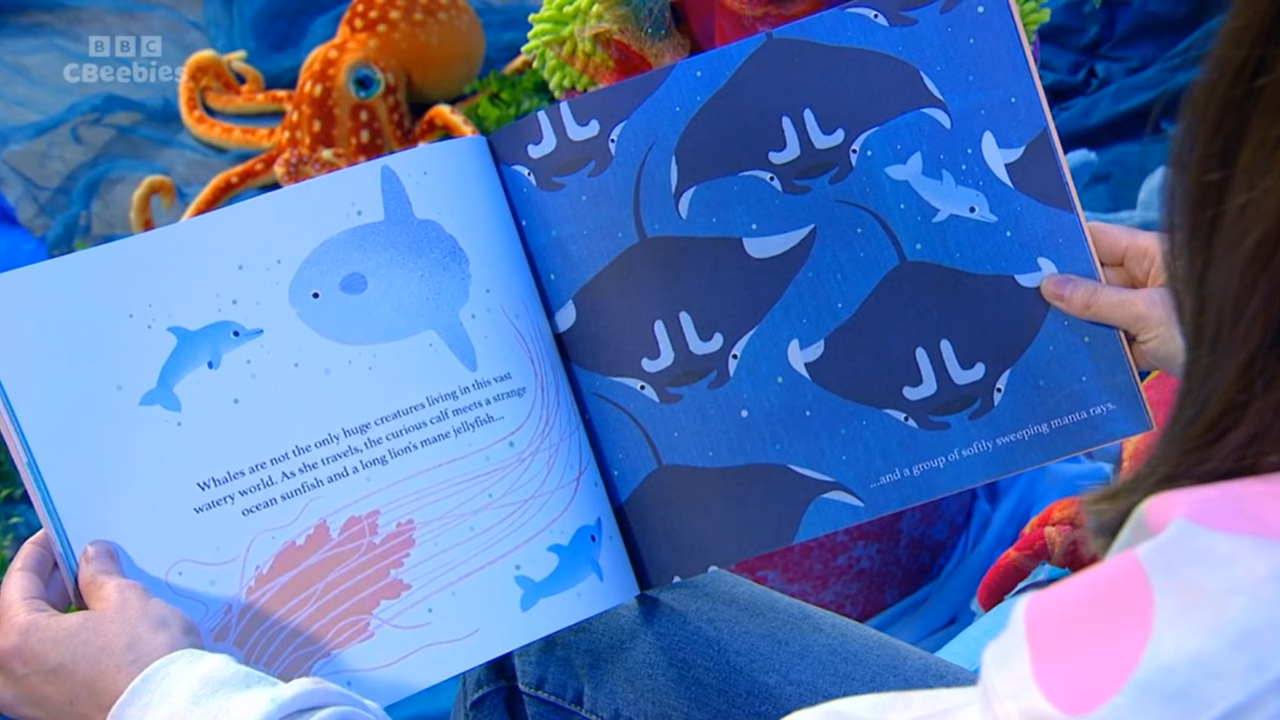 BBC
CBeebies
Whales are not the only huge creatures living in this vast
watery world. As she travels, the curious calf meets a strange
ocean sunfish and a long lion's mane jellyfish...
...and a group of softly sweeping manta rays.